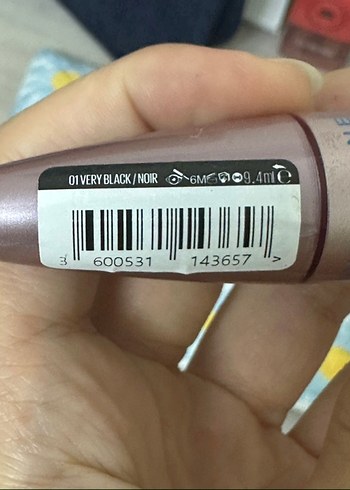 01 VERY BLACK / NOIR 6M 9.4ml e
3 600531 143657 >